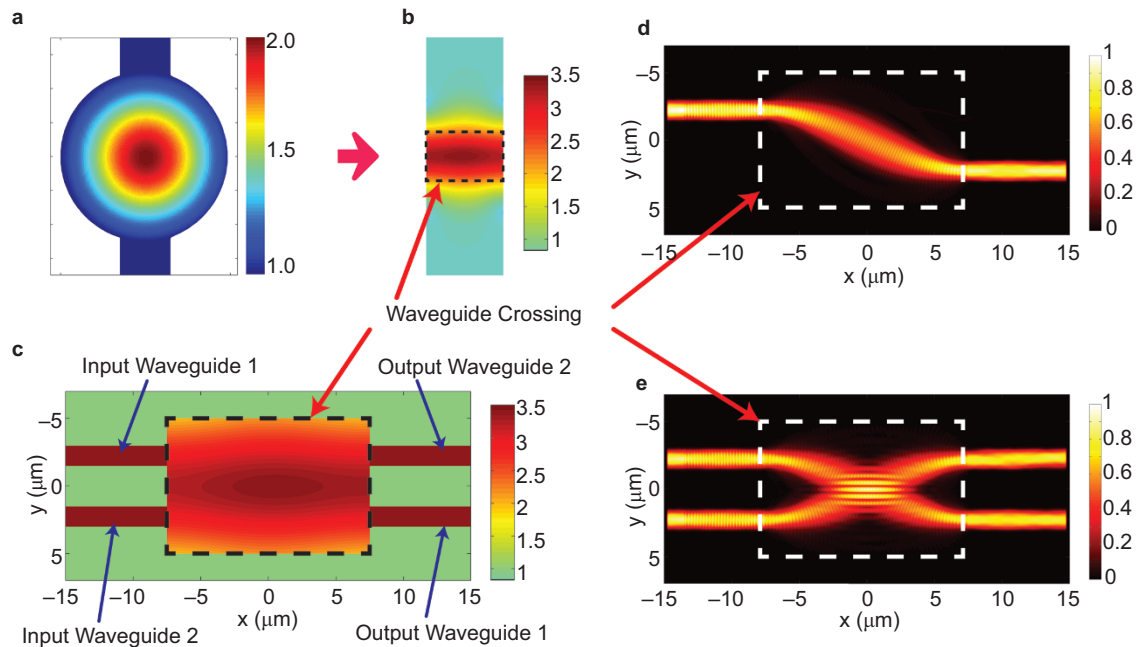 a
2.0
1.5
1.0
b
3.5
3
2.5
2
1.5
1
Waveguide Crossing
c
Input Waveguide 1
Output Waveguide 2
–5
0
5
y (μm)
–15 –10 –5 0 5 10 15
x (μm)
Input Waveguide 2
Output Waveguide 1
3.5
3
2.5
2
1.5
1
d
–5
0
5
y (μm)
–15 –10 –5 0 5 10 15
x (μm)
1
0.8
0.6
0.4
0.2
0
e
–5
0
5
y (μm)
–15 –10 –5 0 5 10 15
x (μm)
1
0.8
0.6
0.4
0.2
0